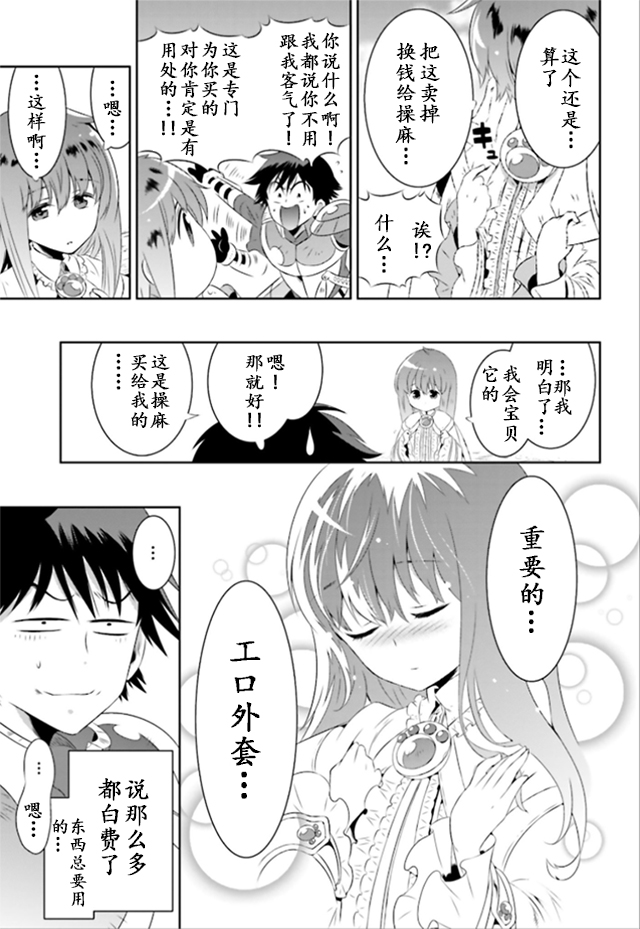 这个还是…
算了
把这卖掉
换钱给操麻…
诶!?
什么…
你说什么啊!
我都说你不用
跟我客气了!
这是专门
为你买的
对你肯定是有
用处的…!!
…嗯…
…这样啊…
…那我
明白了…
我会宝贝
它的
嗯!
那就好!!
这是操麻
买给我的
……
重要的…
工口外套…
…
说那么多
都白费了
东西总要用
的…
…
嗯…